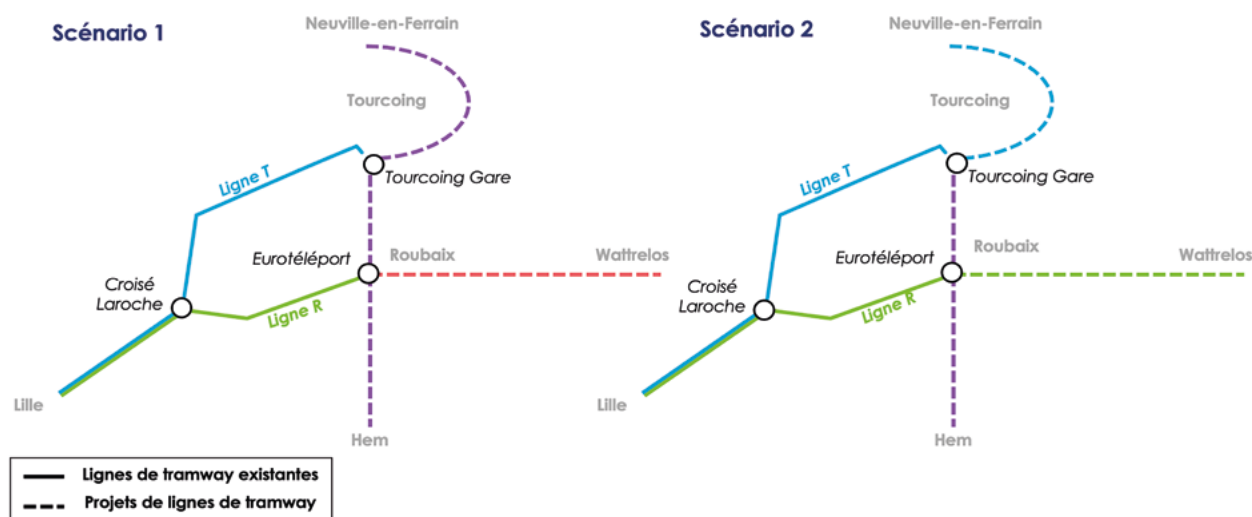 Scénario 1
Neuville-en-Ferrain
Tourcoing
Ligne T
Tourcoing Gare
Eurotéléport
Roubaix
Wattrelos
Croisé
Laroche
Ligne R
Lille
Hem
Scénario 2
Neuville-en-Ferrain
Tourcoing
Ligne T
Tourcoing Gare
Eurotéléport
Roubaix
Wattrelos
Croisé
Laroche
Ligne R
Lille
Hem
Lignes de tramway existantes
Projets de lignes de tramway